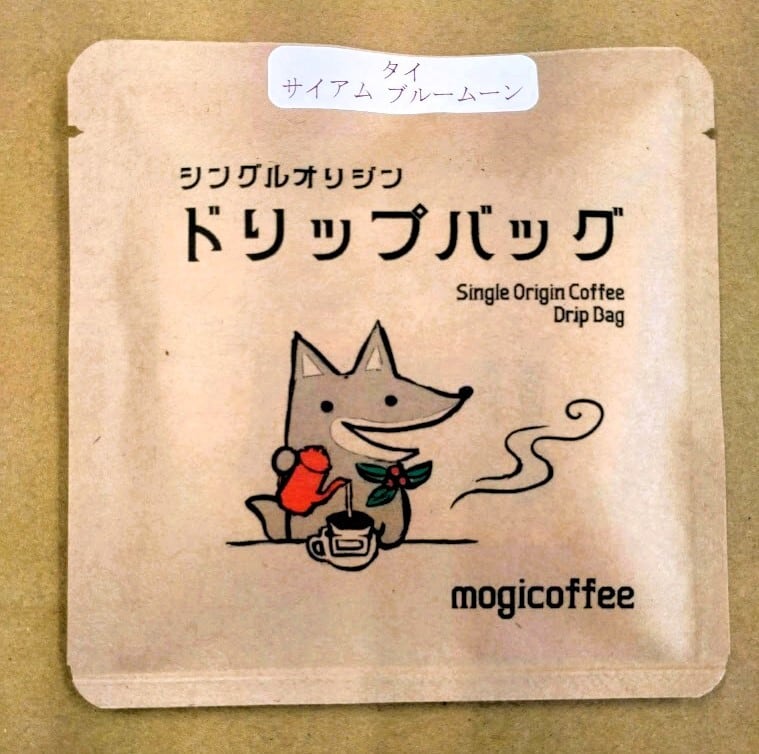 タイ
サイアム ブルームーン
シングルオリジン
ドリップバッグ
Single Origin Coffee
Drip Bag
mogicoffee